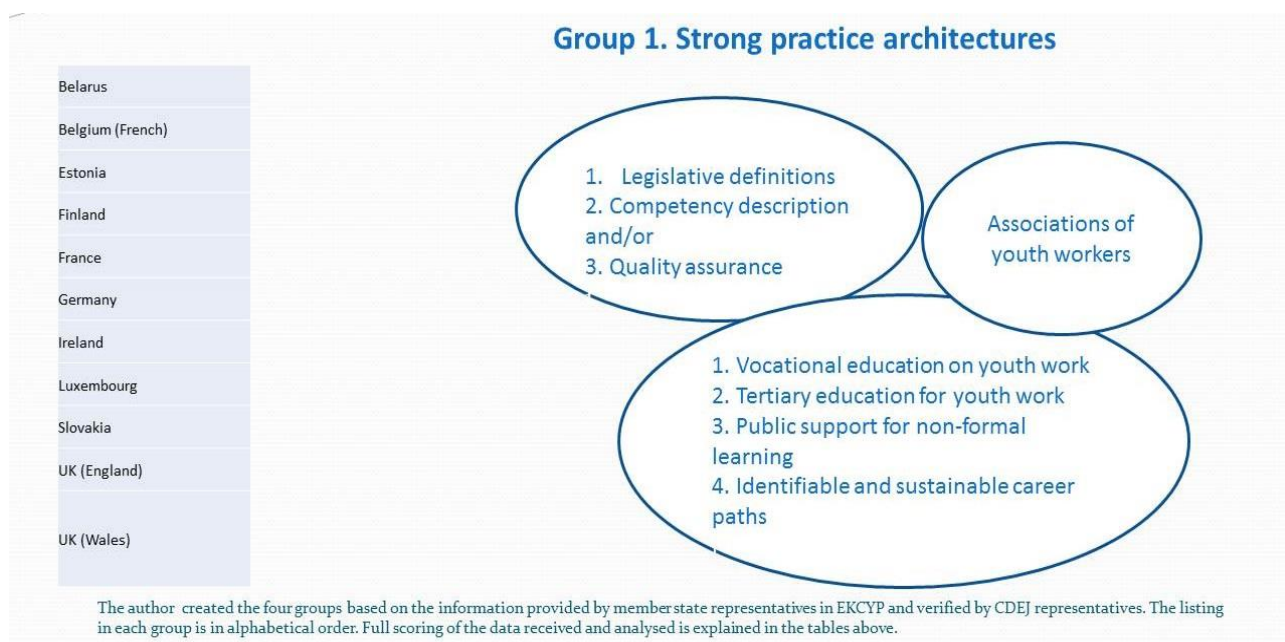 Group 1. Strong practice architectures
Belarus
Belgium (French)
Estonia
Finland
France
Germany
Ireland
Luxembourg
Slovakia
UK (England)
UK (Wales)
1. Legislative definitions
2. Competency description
and/or
3. Quality assurance
Associations of
youth workers
1. Vocational education on youth work
2. Tertiary education for youth work
3. Public support for non-formal
learning
4. Identifiable and sustainable career
paths
The author created the four groups based on the information provided by member state representatives in EKCYP and verified by CDEJ representatives. The listing
in each group is in alphabetical order. Full scoring of the data received and analysed is explained in the tables above.